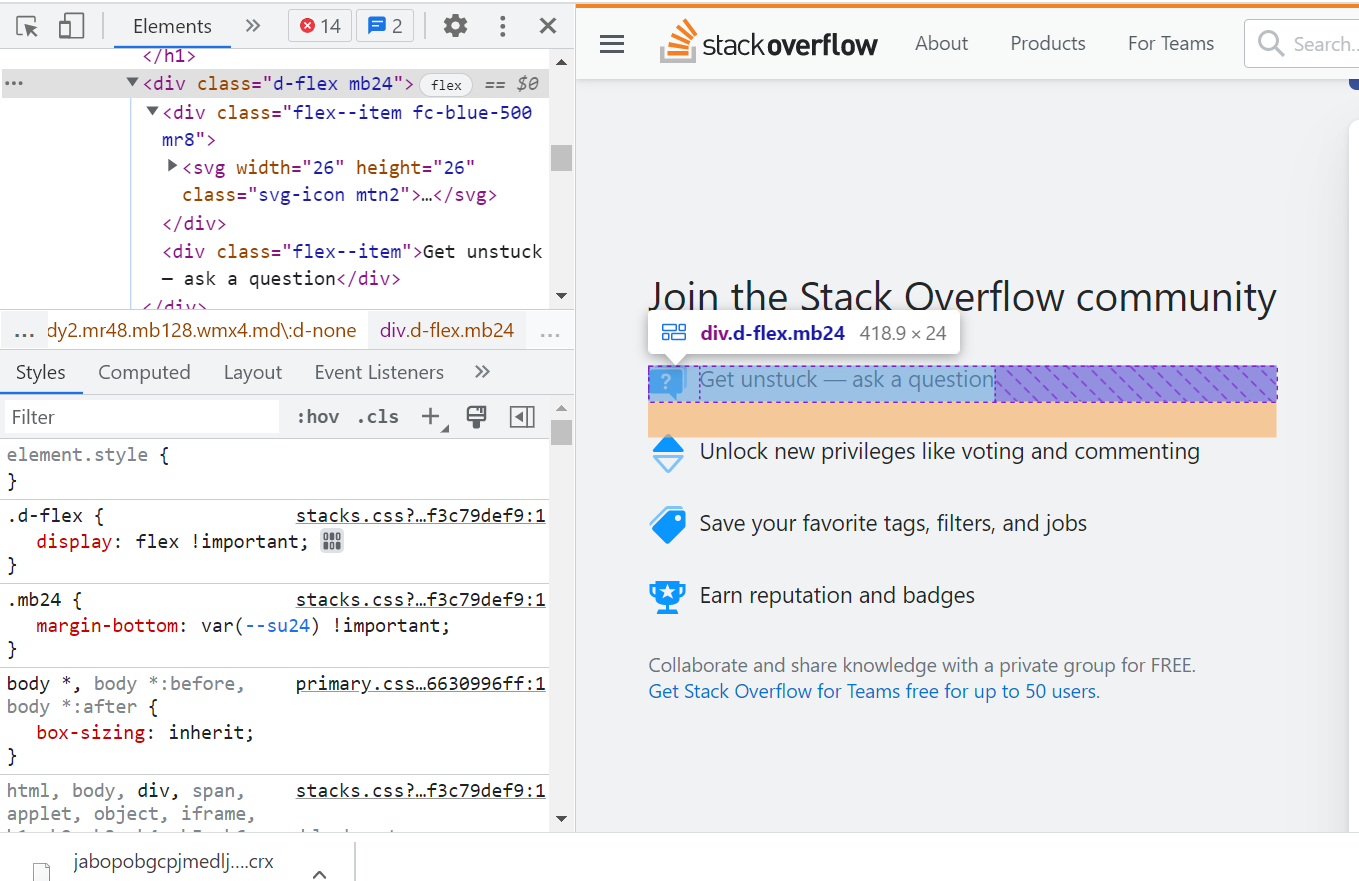 Elements
14
2
</h1>
… <div class="d-flex mb24"> flex == $0
<div class="flex--item fc-blue-500
mr8">
<svg width="26" height="26"
class="svg-icon mtn2">…</svg>
</div>
<div class="flex--item">Get unstuck
— ask a question</div>
</div>
… dy2.mr48.mb128.wmx4.md\:d-none div.d-flex.mb24 …
Styles Computed Layout Event Listeners
Filter :hov .cls
element.style {
}
.d-flex { stacks.css?…f3c79def9:1
display: flex !important;
}
.mb24 { stacks.css?…f3c79def9:1
margin-bottom: var(--su24) !important;
}
body *, body *:before, primary.css…6630996ff:1
body *:after {
box-sizing: inherit;
}
html, body, div, span, stacks.css?…f3c79def9:1
applet, object, iframe,
jabopobgcpjmedlj....crx
stack overflow
About Products For Teams Search..
Join the Stack Overflow community
div.d-flex.mb24 418.9 × 24
? Get unstuck — ask a question
Unlock new privileges like voting and commenting
Save your favorite tags, filters, and jobs
Earn reputation and badges
Collaborate and share knowledge with a private group for FREE.
Get Stack Overflow for Teams free for up to 50 users.